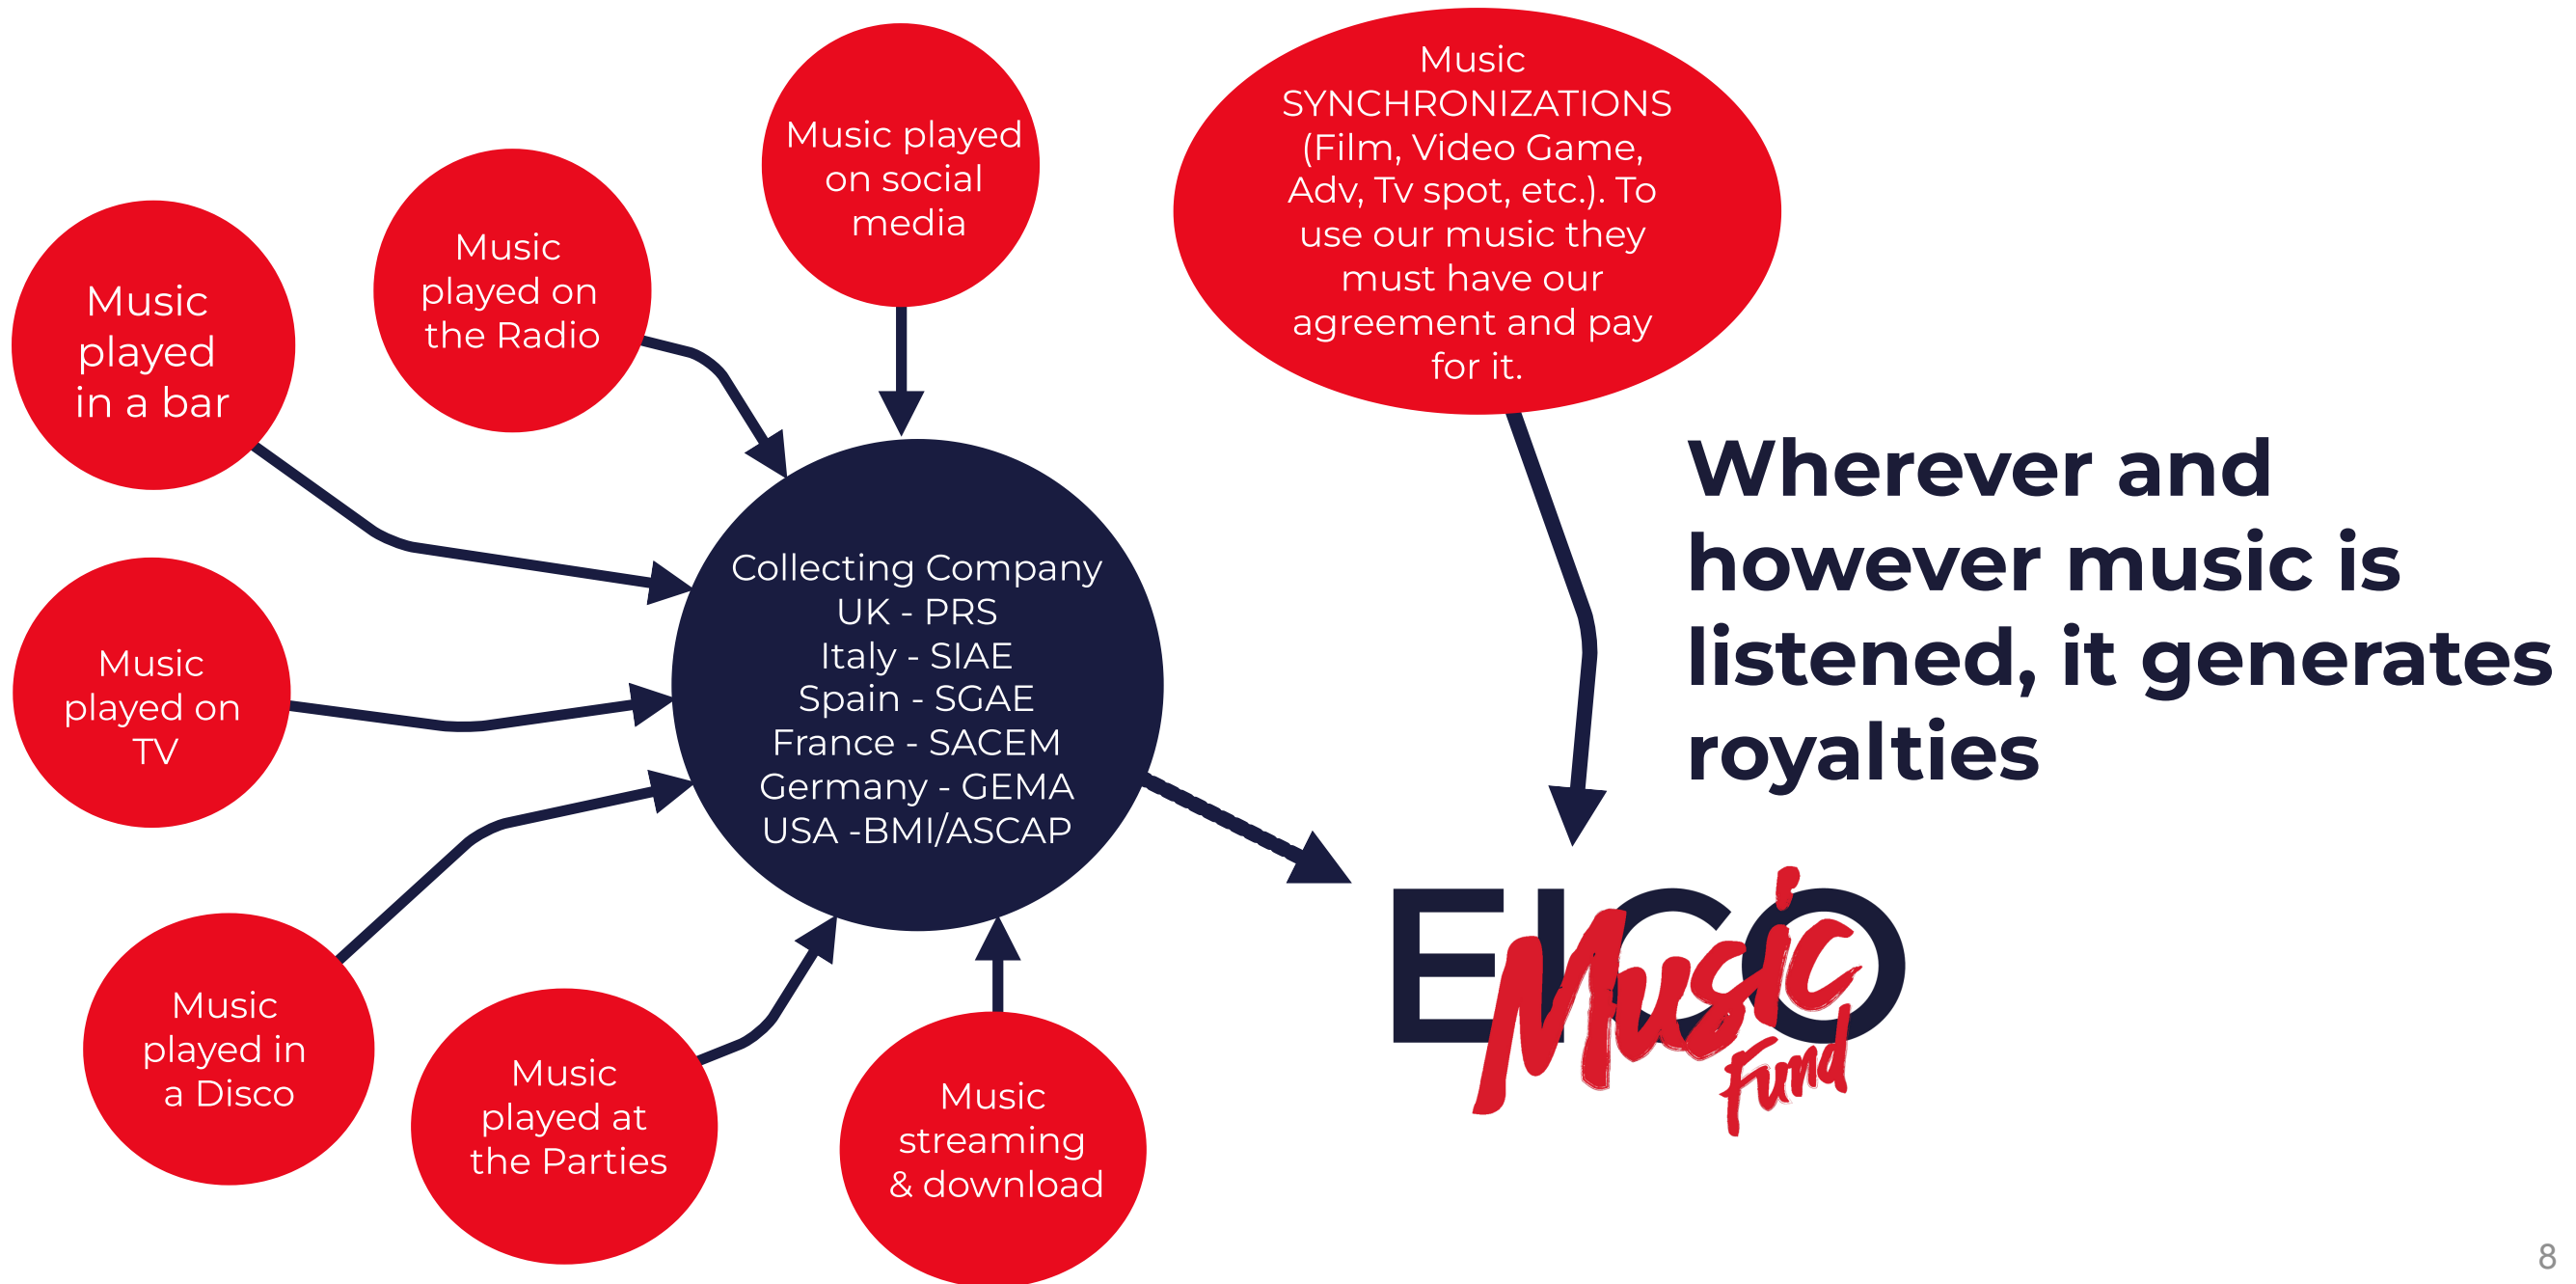 Music played
on social
media
Music
SYNCHRONIZATIONS
(Film, Video Game,
Adv, Tv spot, etc.). To
use our music they
must have our
agreement and pay
for it.
Music
played on
the Radio
Music
played
in a bar
Wherever and
however music is
listened, it generates
royalties
Collecting Company
UK - PRS
Italy - SIAE
Spain - SGAE
France - SACEM
Germany - GEMA
USA -BMI/ASCAP
Music
played on
TV
Music
played in
a Disco
Music
played at
the Parties
Music
streaming
& download
EICO
Music
Fund
8